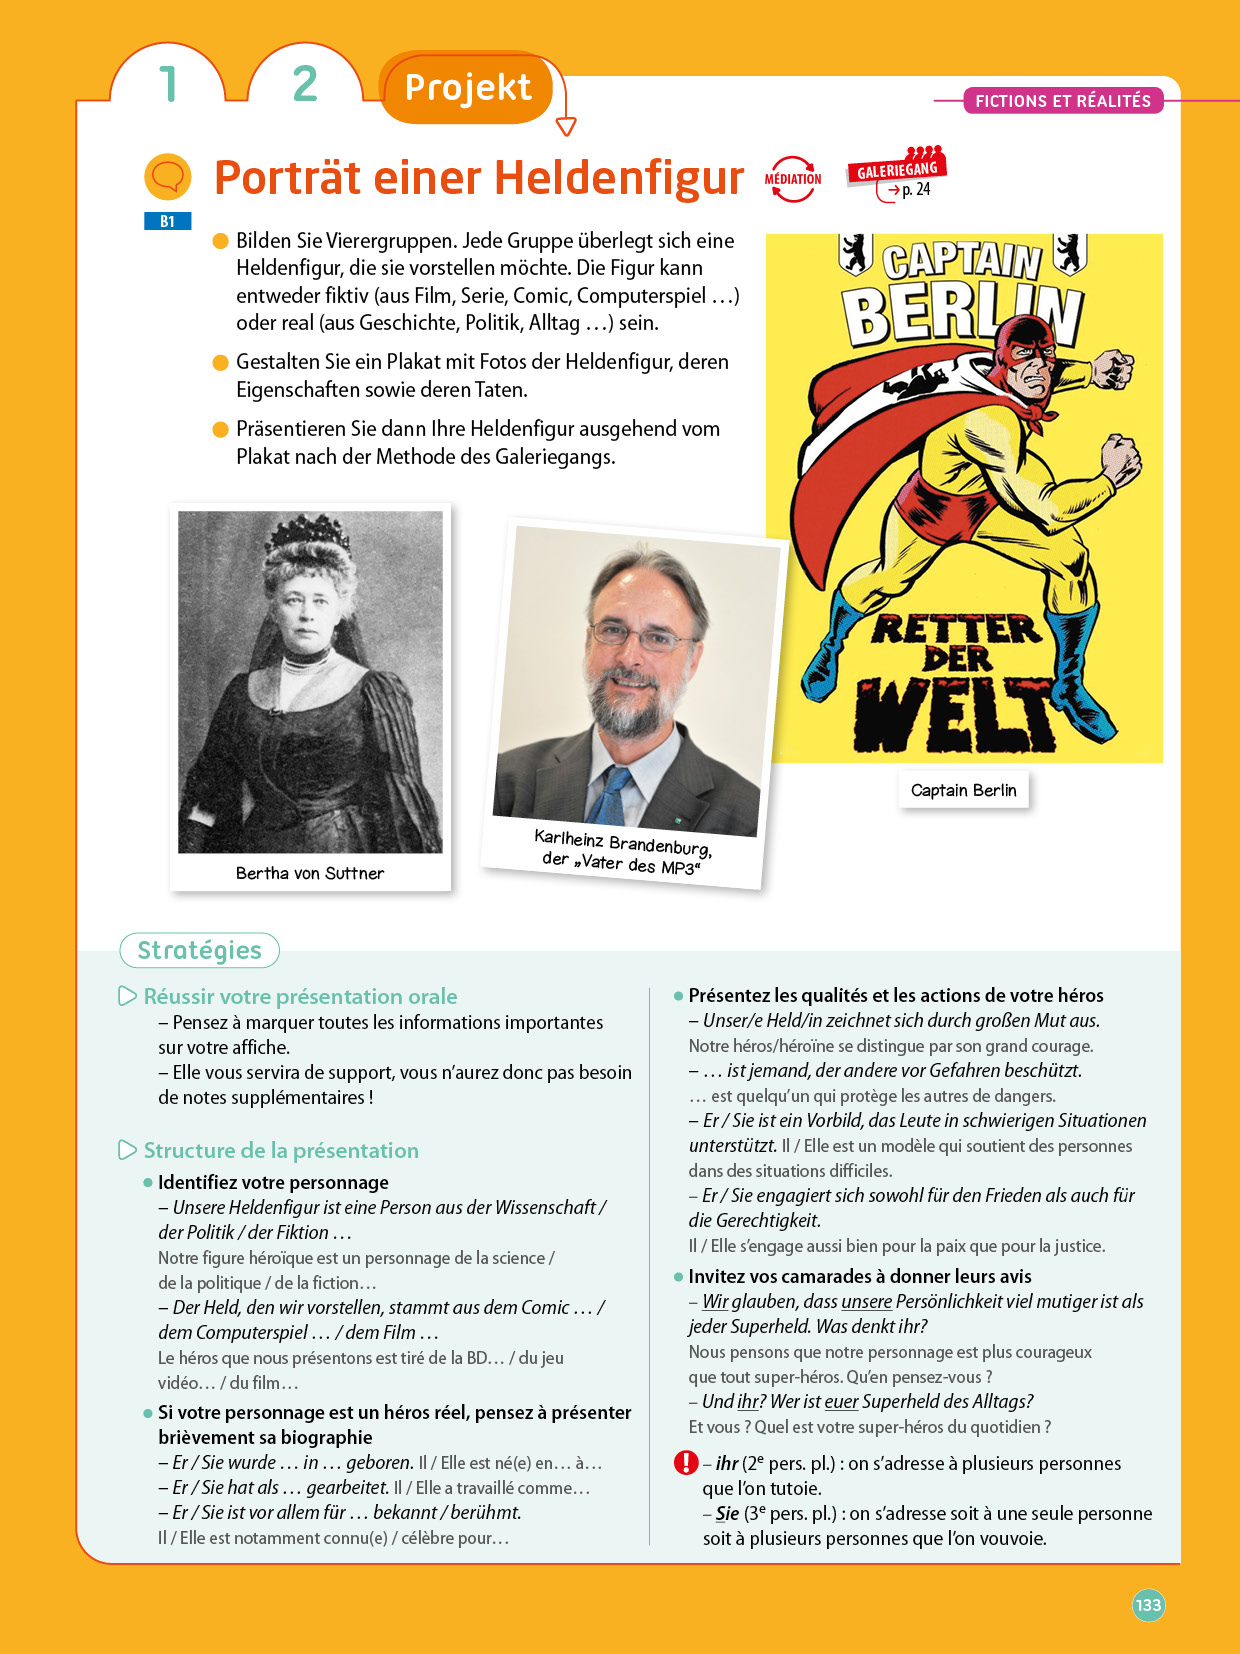 1
2
Projekt
FICTIONS ET RÉALITÉS
Porträt einer Heldenfigur
MÉDIATION
GALERIEGANG
p. 24
B1
Bilden Sie Vierergruppen. Jede Gruppe überlegt sich eine
Heldenfigur, die sie vorstellen möchte. Die Figur kann
entweder fiktiv (aus Film, Serie, Comic, Computerspiel …)
oder real (aus Geschichte, Politik, Alltag …) sein.
Gestalten Sie ein Plakat mit Fotos der Heldenfigur, deren
Eigenschaften sowie deren Taten.
Präsentieren Sie dann Ihre Heldenfigur ausgehend vom
Plakat nach der Methode des Galeriegangs.
CAPTAIN
BERLIN
RETTER
DER
WELT
Captain Berlin
Bertha von Suttner
Karlheinz Brandenburg,
der „Vater des MP3“
Stratégies
Réussir votre présentation orale
– Pensez à marquer toutes les informations importantes
sur votre affiche.
– Elle vous servira de support, vous n’aurez donc pas besoin
de notes supplémentaires !
Structure de la présentation
Identifiez votre personnage
– Unsere Heldenfigur ist eine Person aus der Wissenschaft /
der Politik / der Fiktion …
Notre figure héroïque est un personnage de la science /
de la politique / de la fiction…
– Der Held, den wir vorstellen, stammt aus dem Comic … /
dem Computerspiel … / dem Film …
Le héros que nous présentons est tiré de la BD… / du jeu
vidéo… / du film…
Si votre personnage est un héros réel, pensez à présenter
brièvement sa biographie
– Er / Sie wurde … in … geboren. Il / Elle est né(e) en… à…
– Er / Sie hat als … gearbeitet. Il / Elle a travaillé comme…
– Er / Sie ist vor allem für … bekannt / berühmt.
Il / Elle est notamment connu(e) / célèbre pour…
Présentez les qualités et les actions de votre héros
– Unser/e Held/in zeichnet sich durch großen Mut aus.
Notre héros/héroïne se distingue par son grand courage.
– … ist jemand, der andere vor Gefahren beschützt.
… est quelqu’un qui protège les autres de dangers.
– Er / Sie ist ein Vorbild, das Leute in schwierigen Situationen
unterstützt. Il / Elle est un modèle qui soutient des personnes
dans des situations difficiles.
– Er / Sie engagiert sich sowohl für den Frieden als auch für
die Gerechtigkeit.
Il / Elle s’engage aussi bien pour la paix que pour la justice.
Invitez vos camarades à donner leurs avis
– Wir glauben, dass unsere Persönlichkeit viel mutiger ist als
jeder Superheld. Was denkt ihr?
Nous pensons que notre personnage est plus courageux
que tout super-héros. Qu’en pensez-vous ?
– Und ihr? Wer ist euer Superheld des Alltags?
Et vous ? Quel est votre super-héros du quotidien ?
– ihr (2e pers. pl.) : on s’adresse à plusieurs personnes
que l’on tutoie.
– Sie (3e pers. pl.) : on s’adresse soit à une seule personne
soit à plusieurs personnes que l’on vouvoie.
133